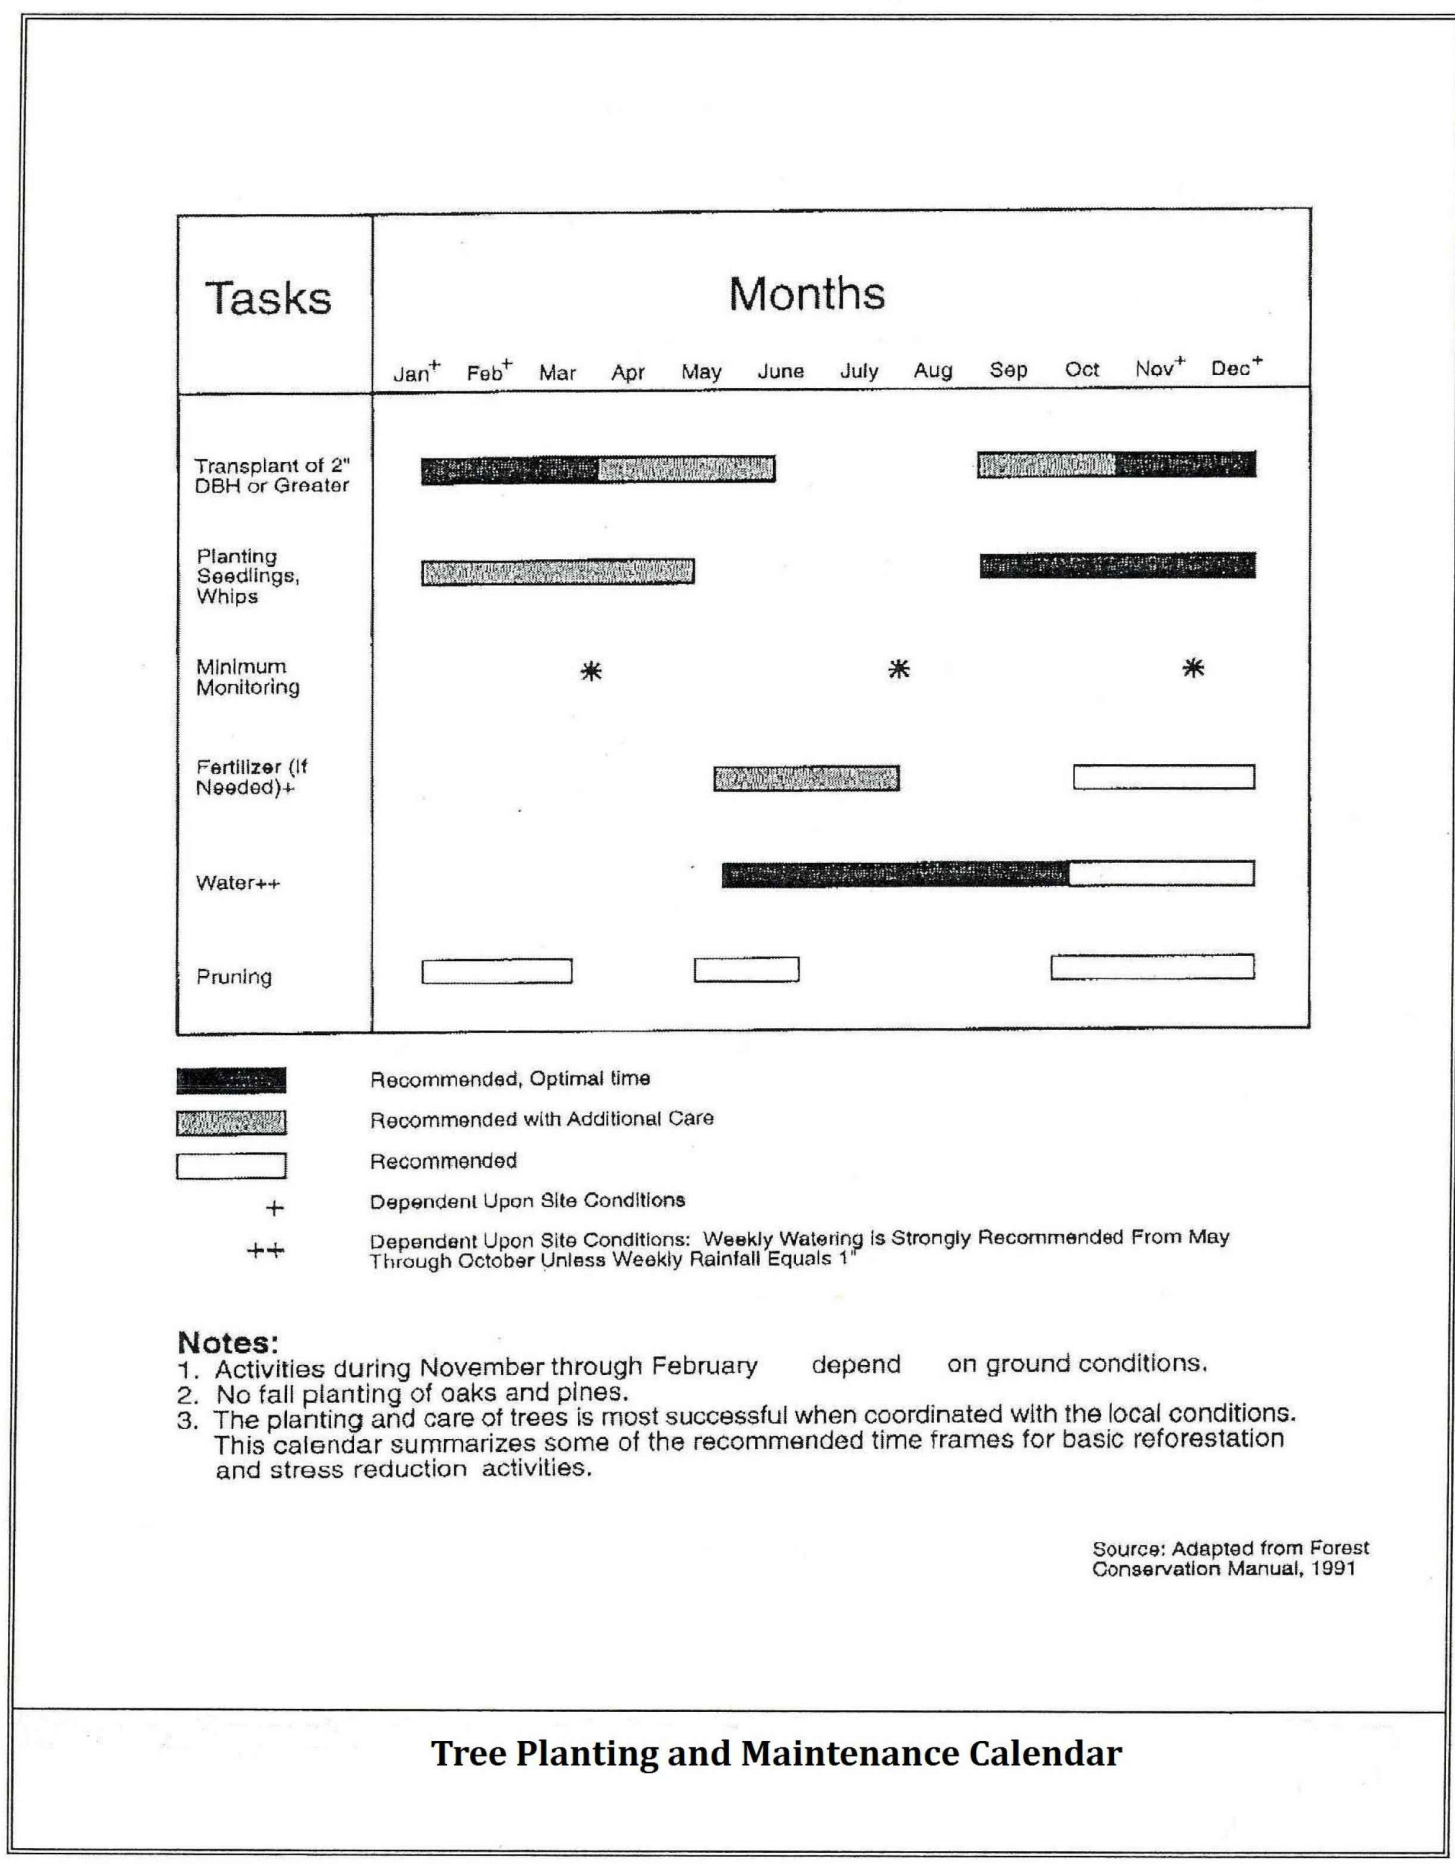 Tasks
Months
Jan+ Feb+ Mar Apr May June July Aug Sep Oct Nov+ Dec+
Transplant of 2"
DBH or Greater
Planting
Seedlings,
Whips
Minimum
Monitoring
* * *
Fertilizer (If
Needed)+
Water++
Pruning
Recommended, Optimal time
Recommended with Additional Care
Recommended
+ Dependent Upon Site Conditions
++ Dependent Upon Site Conditions: Weekly Watering is Strongly Recommended From May
Through October Unless Weekly Rainfall Equals 1"
Notes:
1. Activities during November through February depend on ground conditions.
2. No fall planting of oaks and pines.
3. The planting and care of trees is most successful when coordinated with the local conditions.
This calendar summarizes some of the recommended time frames for basic reforestation
and stress reduction activities.
Source: Adapted from Forest
Conservation Manual, 1991
Tree Planting and Maintenance Calendar